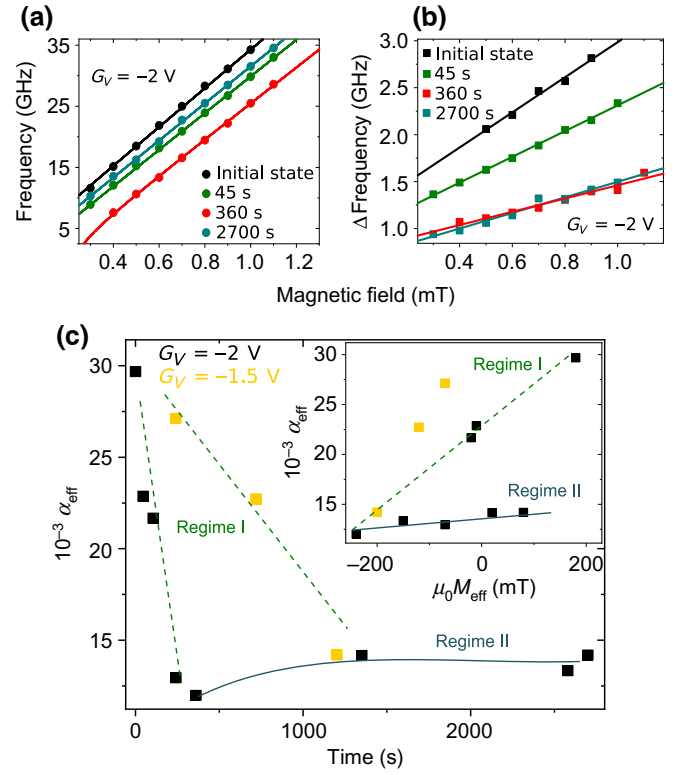 (a)
(b)
Frequency (GHz)
35
25
15
5
G_V = −2 V
Initial state
45 s
360 s
2700 s
0.4 0.6 0.8 1.0 1.2
Δ Frequency (GHz)
3.0
2.5
2.0
1.5
1.0
Initial state
45 s
360 s
2700 s
G_V = −2 V
0.4 0.6 0.8 1.0 1.2
Magnetic field (mT)
(c)
G_V = −2 V
G_V = −1.5 V
10⁻³ α_eff
30
25
20
15
Regime I
Regime II
0 1000 2000
Time (s)
10⁻³ α_eff
30
25
20
15
Regime I
Regime II
−200 0 200
μ₀M_eff (mT)